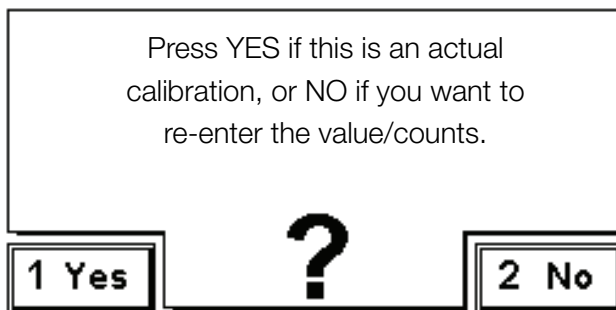 Press YES if this is an actual
calibration, or NO if you want to
re-enter the value/counts.
?
1 Yes
2 No